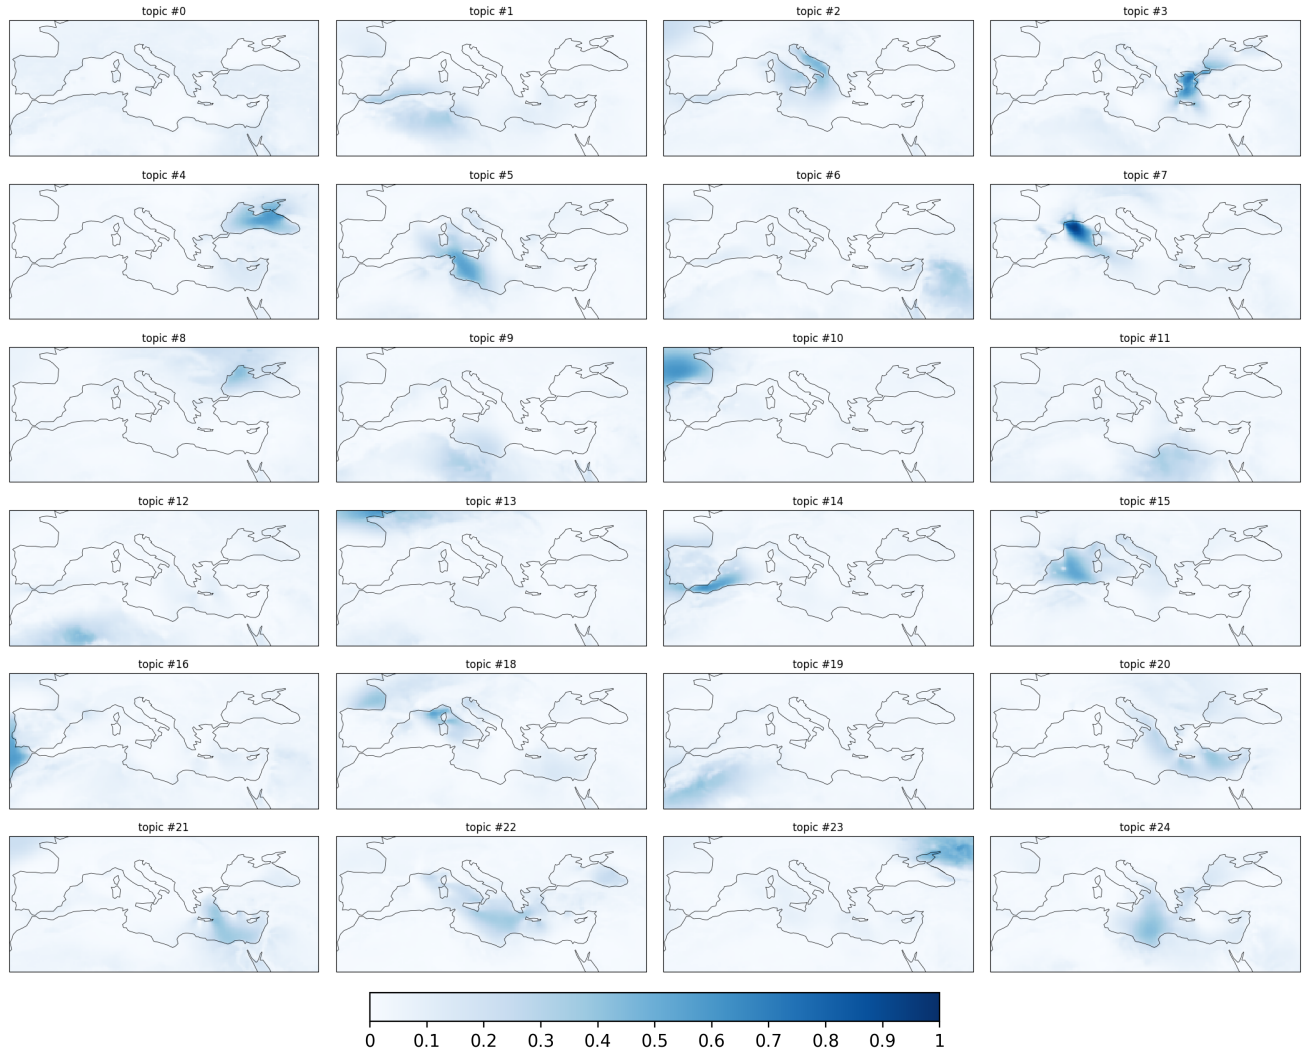 topic #0
topic #1
topic #2
topic #3
topic #4
topic #5
topic #6
topic #7
topic #8
topic #9
topic #10
topic #11
topic #12
topic #13
topic #14
topic #15
topic #16
topic #18
topic #19
topic #20
topic #21
topic #22
topic #23
topic #24
0 0.1 0.2 0.3 0.4 0.5 0.6 0.7 0.8 0.9 1